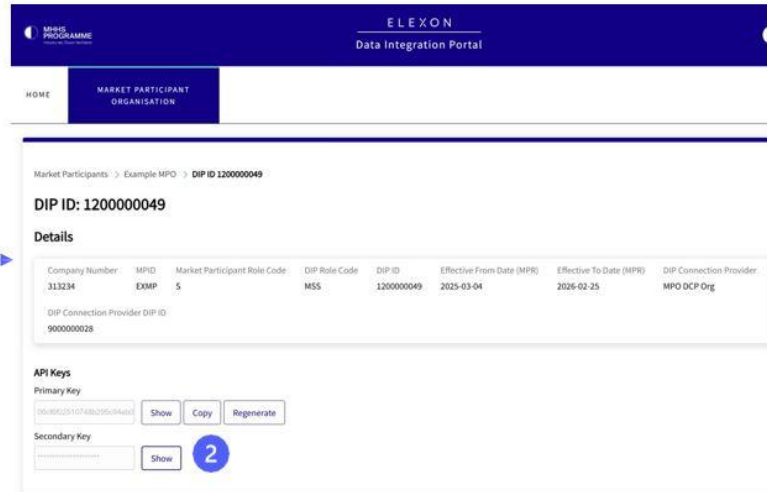 MHHS
PROGRAMME
ELEXON
Data Integration Portal
HOME
MARKET PARTICIPANT
ORGANISATION
Market Participants > Example MPO > DIP ID 1200000049
DIP ID: 1200000049
Details
Company Number MPID Market Participant Role Code DIP Role Code DIP ID Effective From Date (MPR) Effective To Date (MPR) DIP Connection Provider
313234 EXMP S MSS 1200000049 2025-03-04 2026-02-25 MPO DCP Org
DIP Connection Provider DIP ID
9000000028
API Keys
Primary Key
Show Copy Regenerate
Secondary Key
Show 2